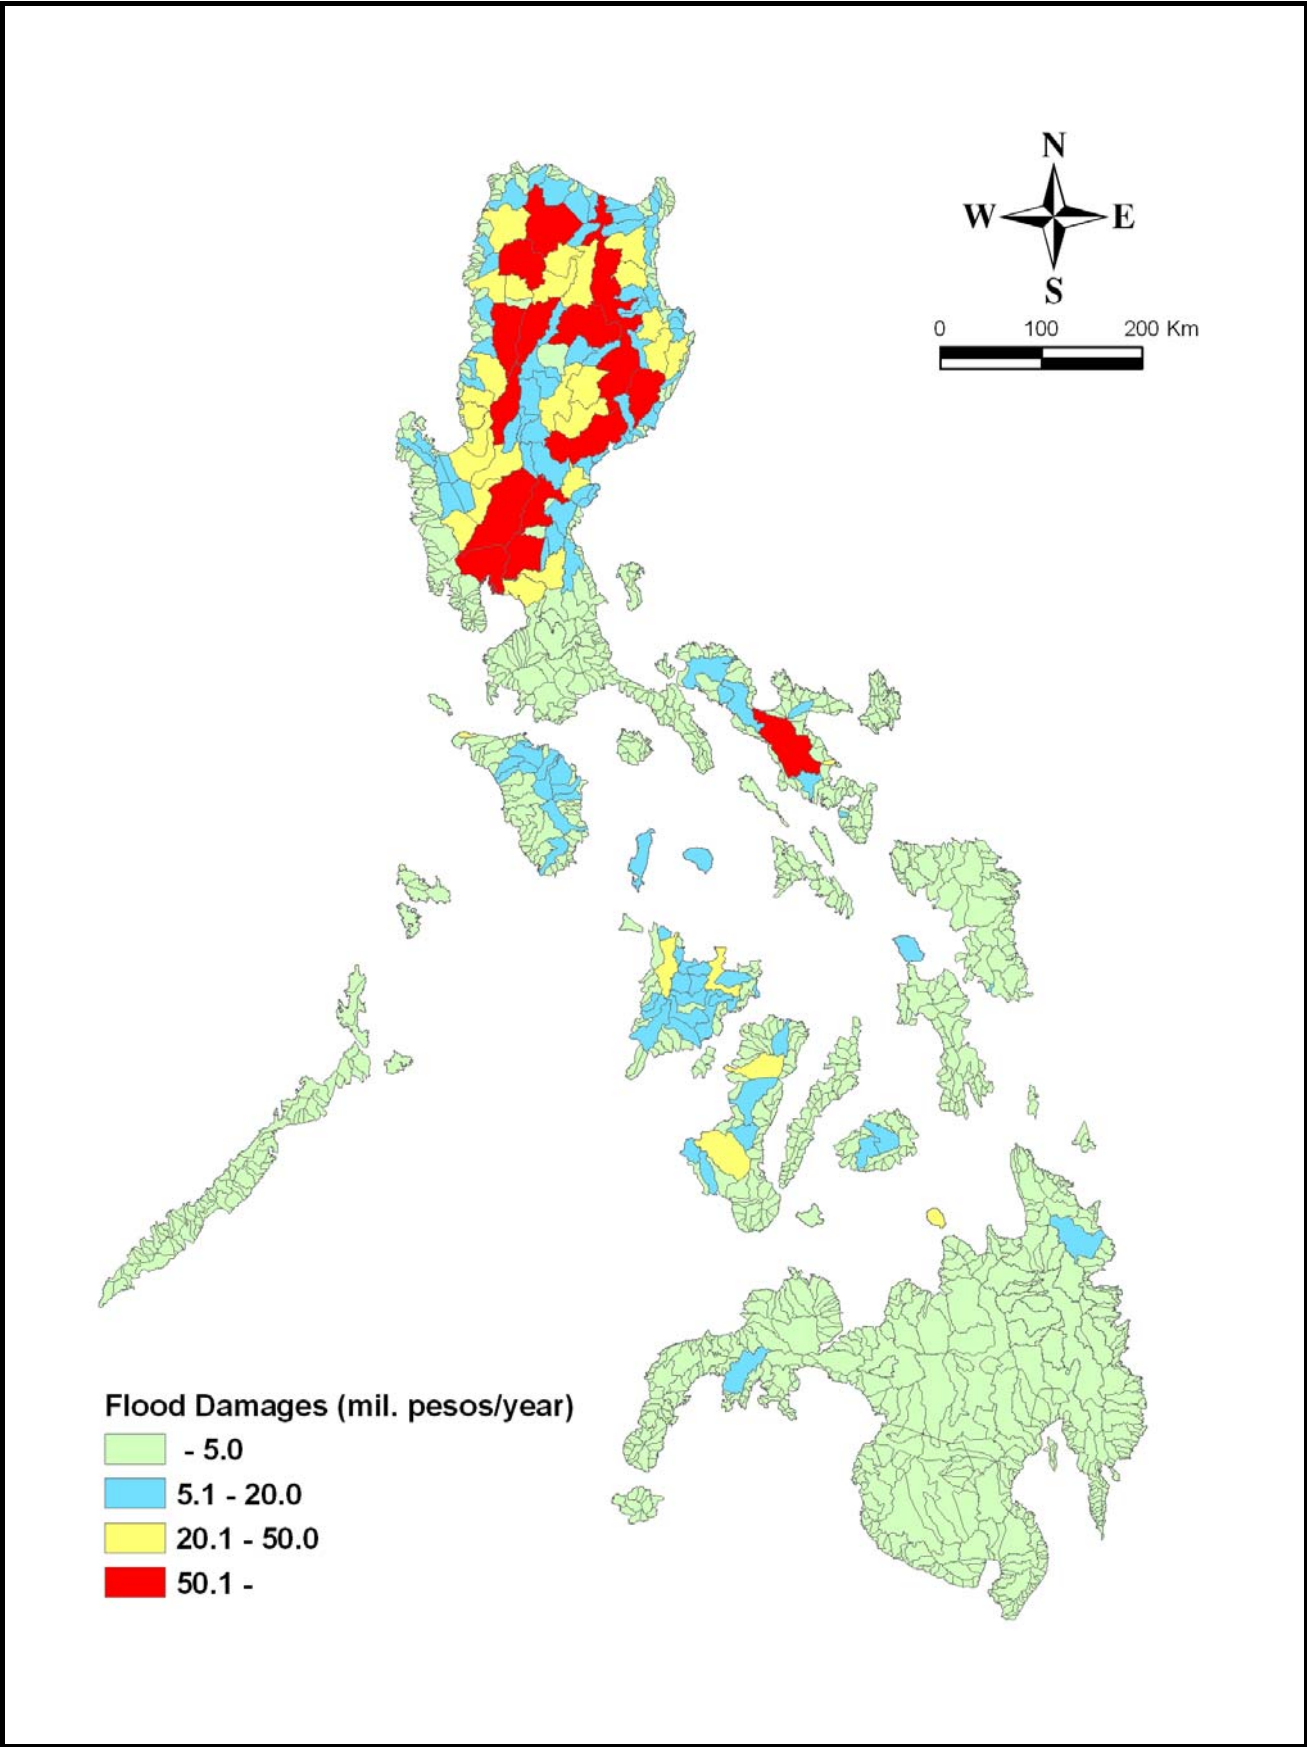 N
W E
S
0 100 200 Km
Flood Damages (mil. pesos/year)
- 5.0
5.1 - 20.0
20.1 - 50.0
50.1 -